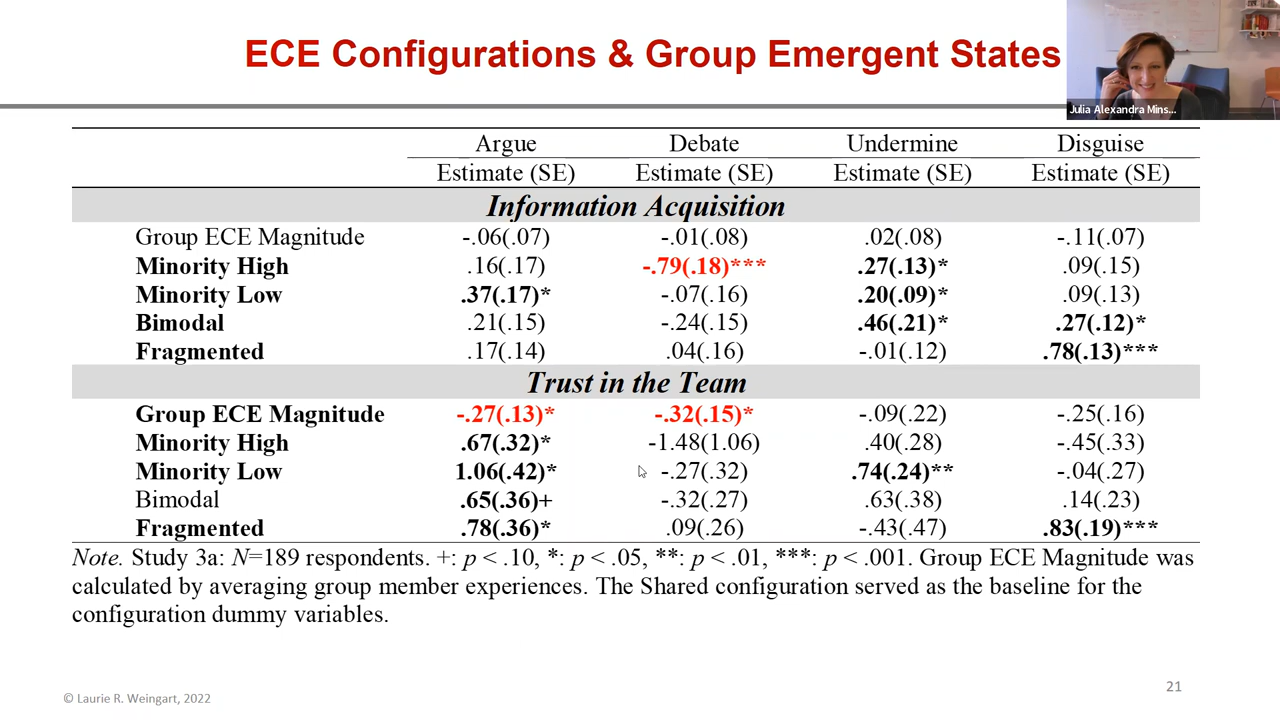 ECE Configurations & Group Emergent States
Julia Alexandra Mins...
Argue Debate Undermine Disguise
Estimate (SE) Estimate (SE) Estimate (SE) Estimate (SE)
Information Acquisition
Group ECE Magnitude -.06(.07) -.01(.08) .02(.08) -.11(.07)
Minority High .16(.17) -.79(.18)*** .27(.13)* .09(.15)
Minority Low .37(.17)* -.07(.16) .20(.09)* .09(.13)
Bimodal .21(.15) -.24(.15) .46(.21)* .27(.12)*
Fragmented .17(.14) .04(.16) -.01(.12) .78(.13)***
Trust in the Team
Group ECE Magnitude -.27(.13)* -.32(.15)* -.09(.22) -.25(.16)
Minority High .67(.32)* -1.48(1.06) .40(.28) -.45(.33)
Minority Low 1.06(.42)* -.27(.32) .74(.24)** -.04(.27)
Bimodal .65(.36)+ -.32(.27) .63(.38) .14(.23)
Fragmented .78(.36)* .09(.26) -.43(.47) .83(.19)***
Note. Study 3a: N=189 respondents. +: p < .10, *: p < .05, **: p < .01, ***: p < .001. Group ECE Magnitude was
calculated by averaging group member experiences. The Shared configuration served as the baseline for the
configuration dummy variables.
21
© Laurie R. Weingart, 2022